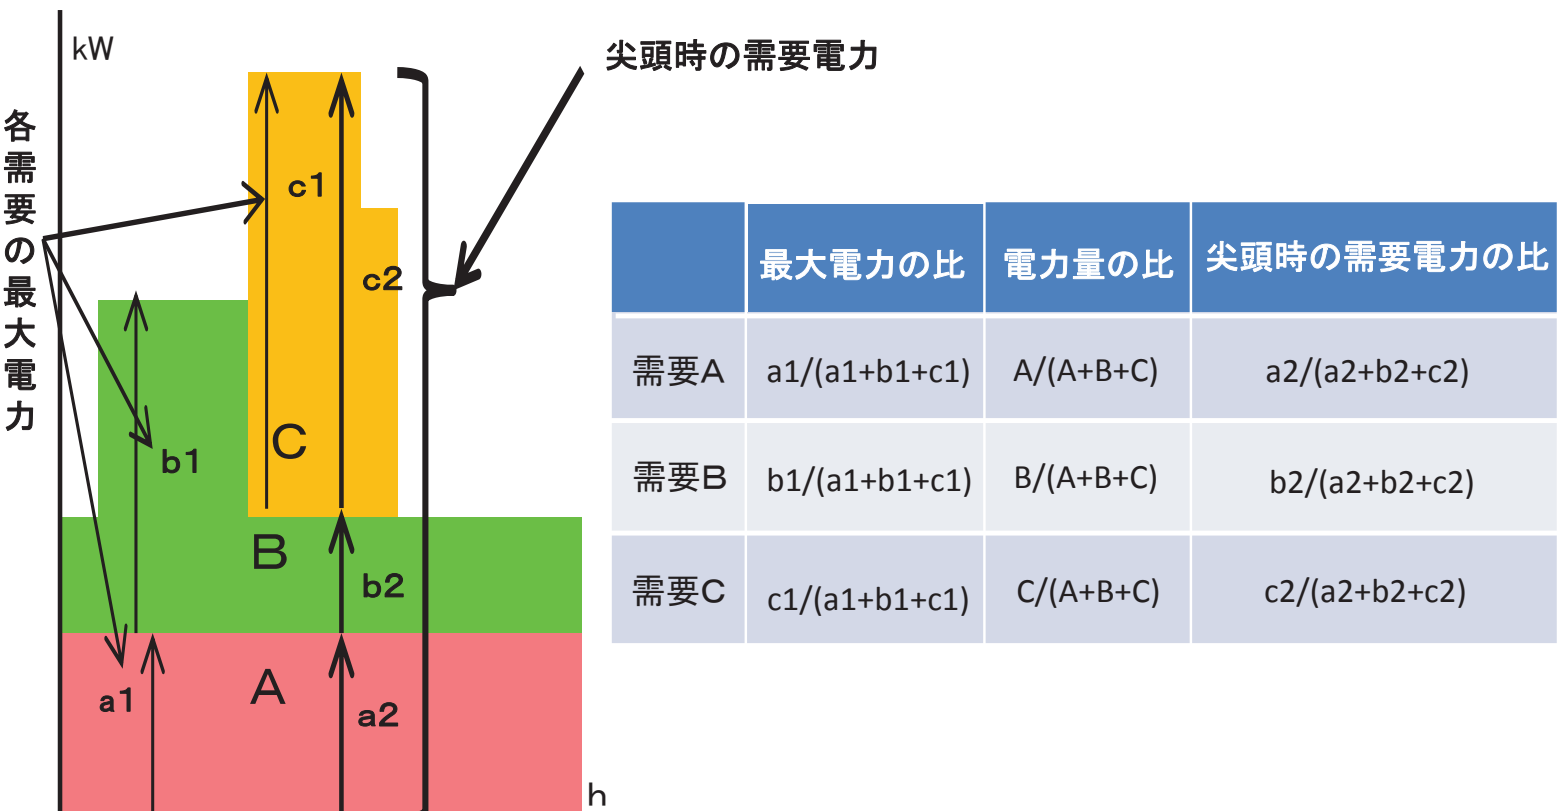 kW
尖頭時の需要電力
各需要の最大電力
c1
c2
C
b1
B
b2
A
a1
a2
h
最大電力の比 電力量の比 尖頭時の需要電力の比
需要A a1/(a1+b1+c1) A/(A+B+C) a2/(a2+b2+c2)
需要B b1/(a1+b1+c1) B/(A+B+C) b2/(a2+b2+c2)
需要C c1/(a1+b1+c1) C/(A+B+C) c2/(a2+b2+c2)